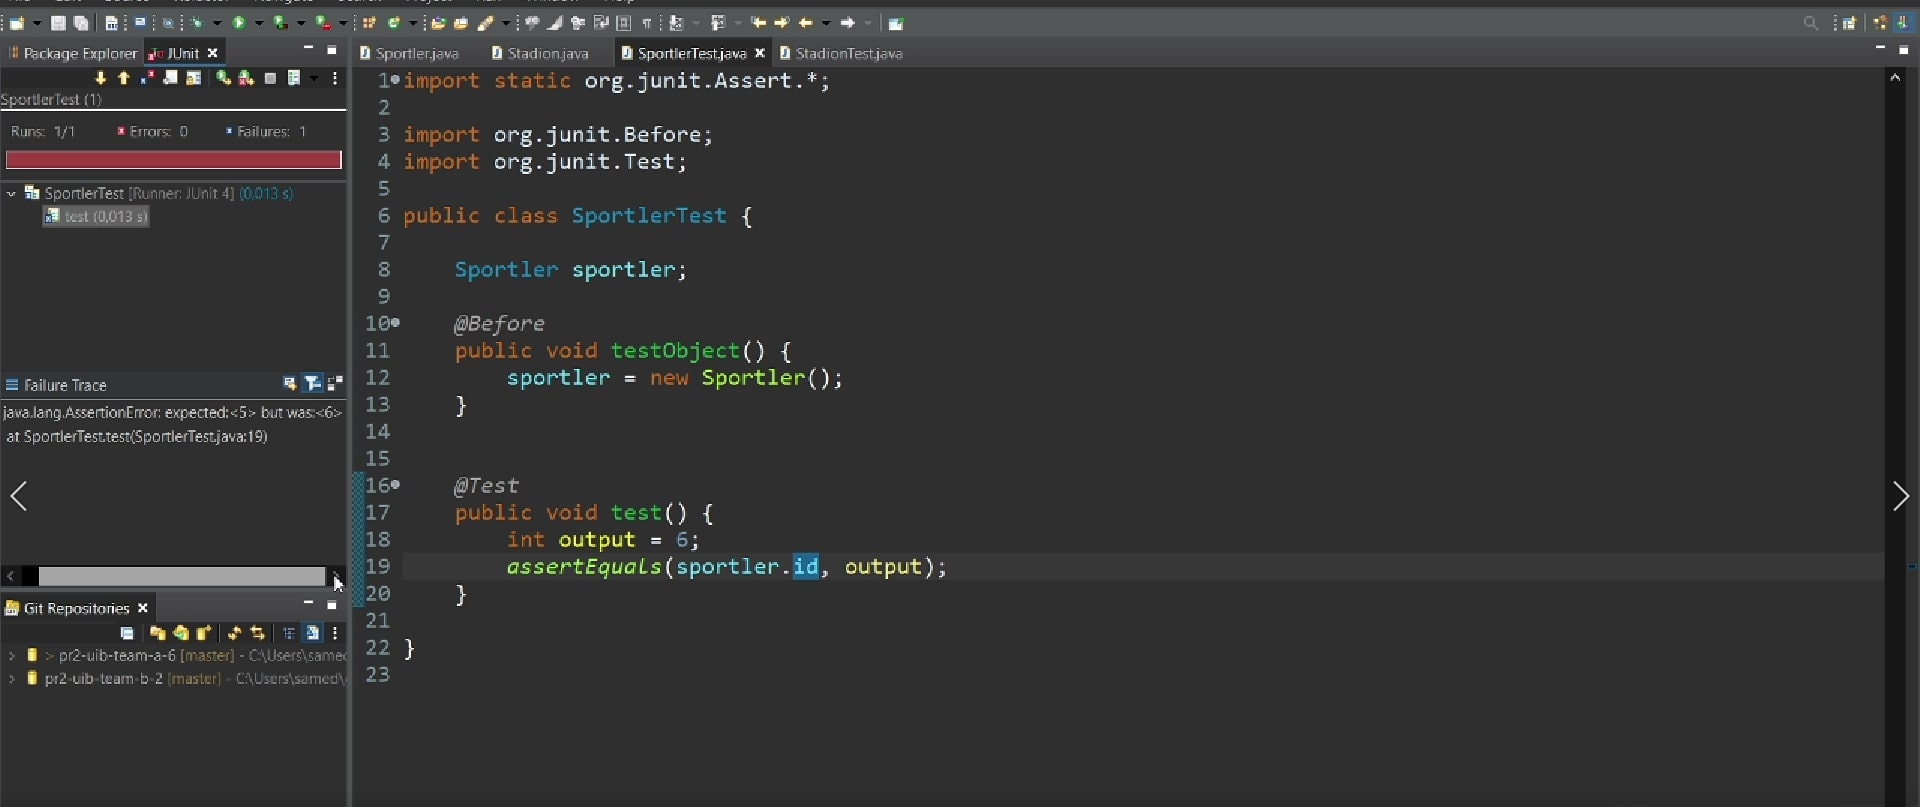 Package Explorer JUnit
SportlerTest (1)
Runs: 1/1 Errors: 0 Failures: 1
SportlerTest [Runner: JUnit 4] (0,013 s)
test (0,013 s)
Failure Trace
java.lang.AssertionError: expected:<5> but was:<6>
at SportlerTest.test(SportlerTest.java:19)
Git Repositories
> pr2-uib-team-a-6 [master] - C:\Users\samed
pr2-uib-team-b-2 [master] - C:\Users\samed\
Sportler.java Stadion.java SportlerTest.java StadionTest.java
1 import static org.junit.Assert.*;
2
3 import org.junit.Before;
4 import org.junit.Test;
5
6 public class SportlerTest {
7
8 Sportler sportler;
9
10 @Before
11 public void testObject() {
12 sportler = new Sportler();
13 }
14
15
16 @Test
17 public void test() {
18 int output = 6;
19 assertEquals(sportler.id, output);
20 }
21
22 }
23